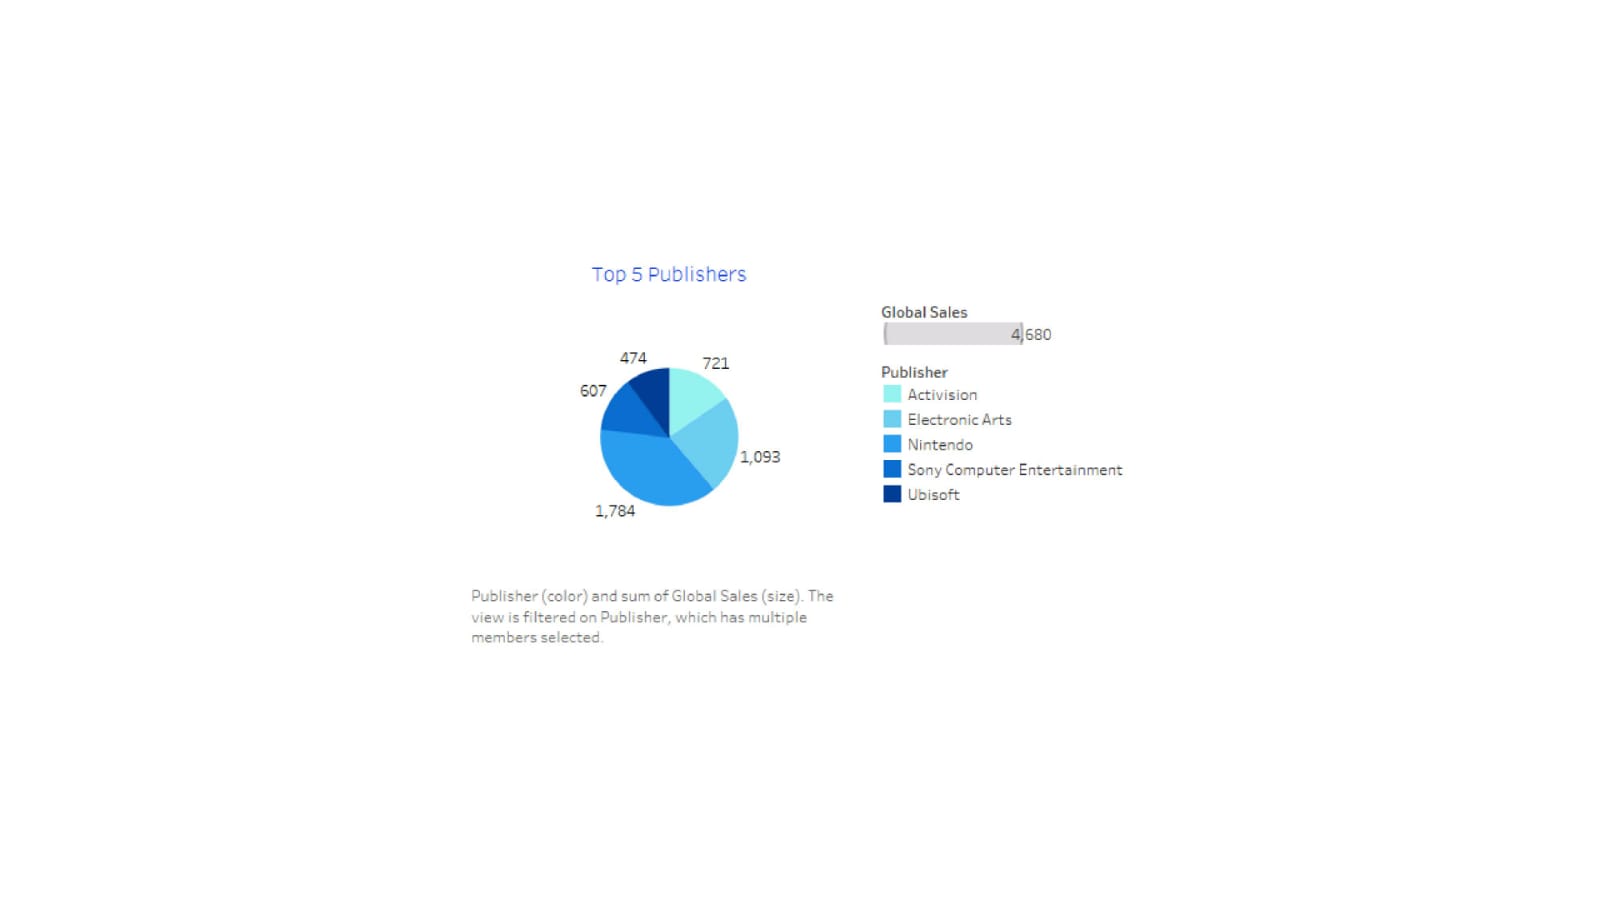 Top 5 Publishers
474
721
607
1,093
1,784
Global Sales
4,680
Publisher
Activision
Electronic Arts
Nintendo
Sony Computer Entertainment
Ubisoft
Publisher (color) and sum of Global Sales (size). The
view is filtered on Publisher, which has multiple
members selected.